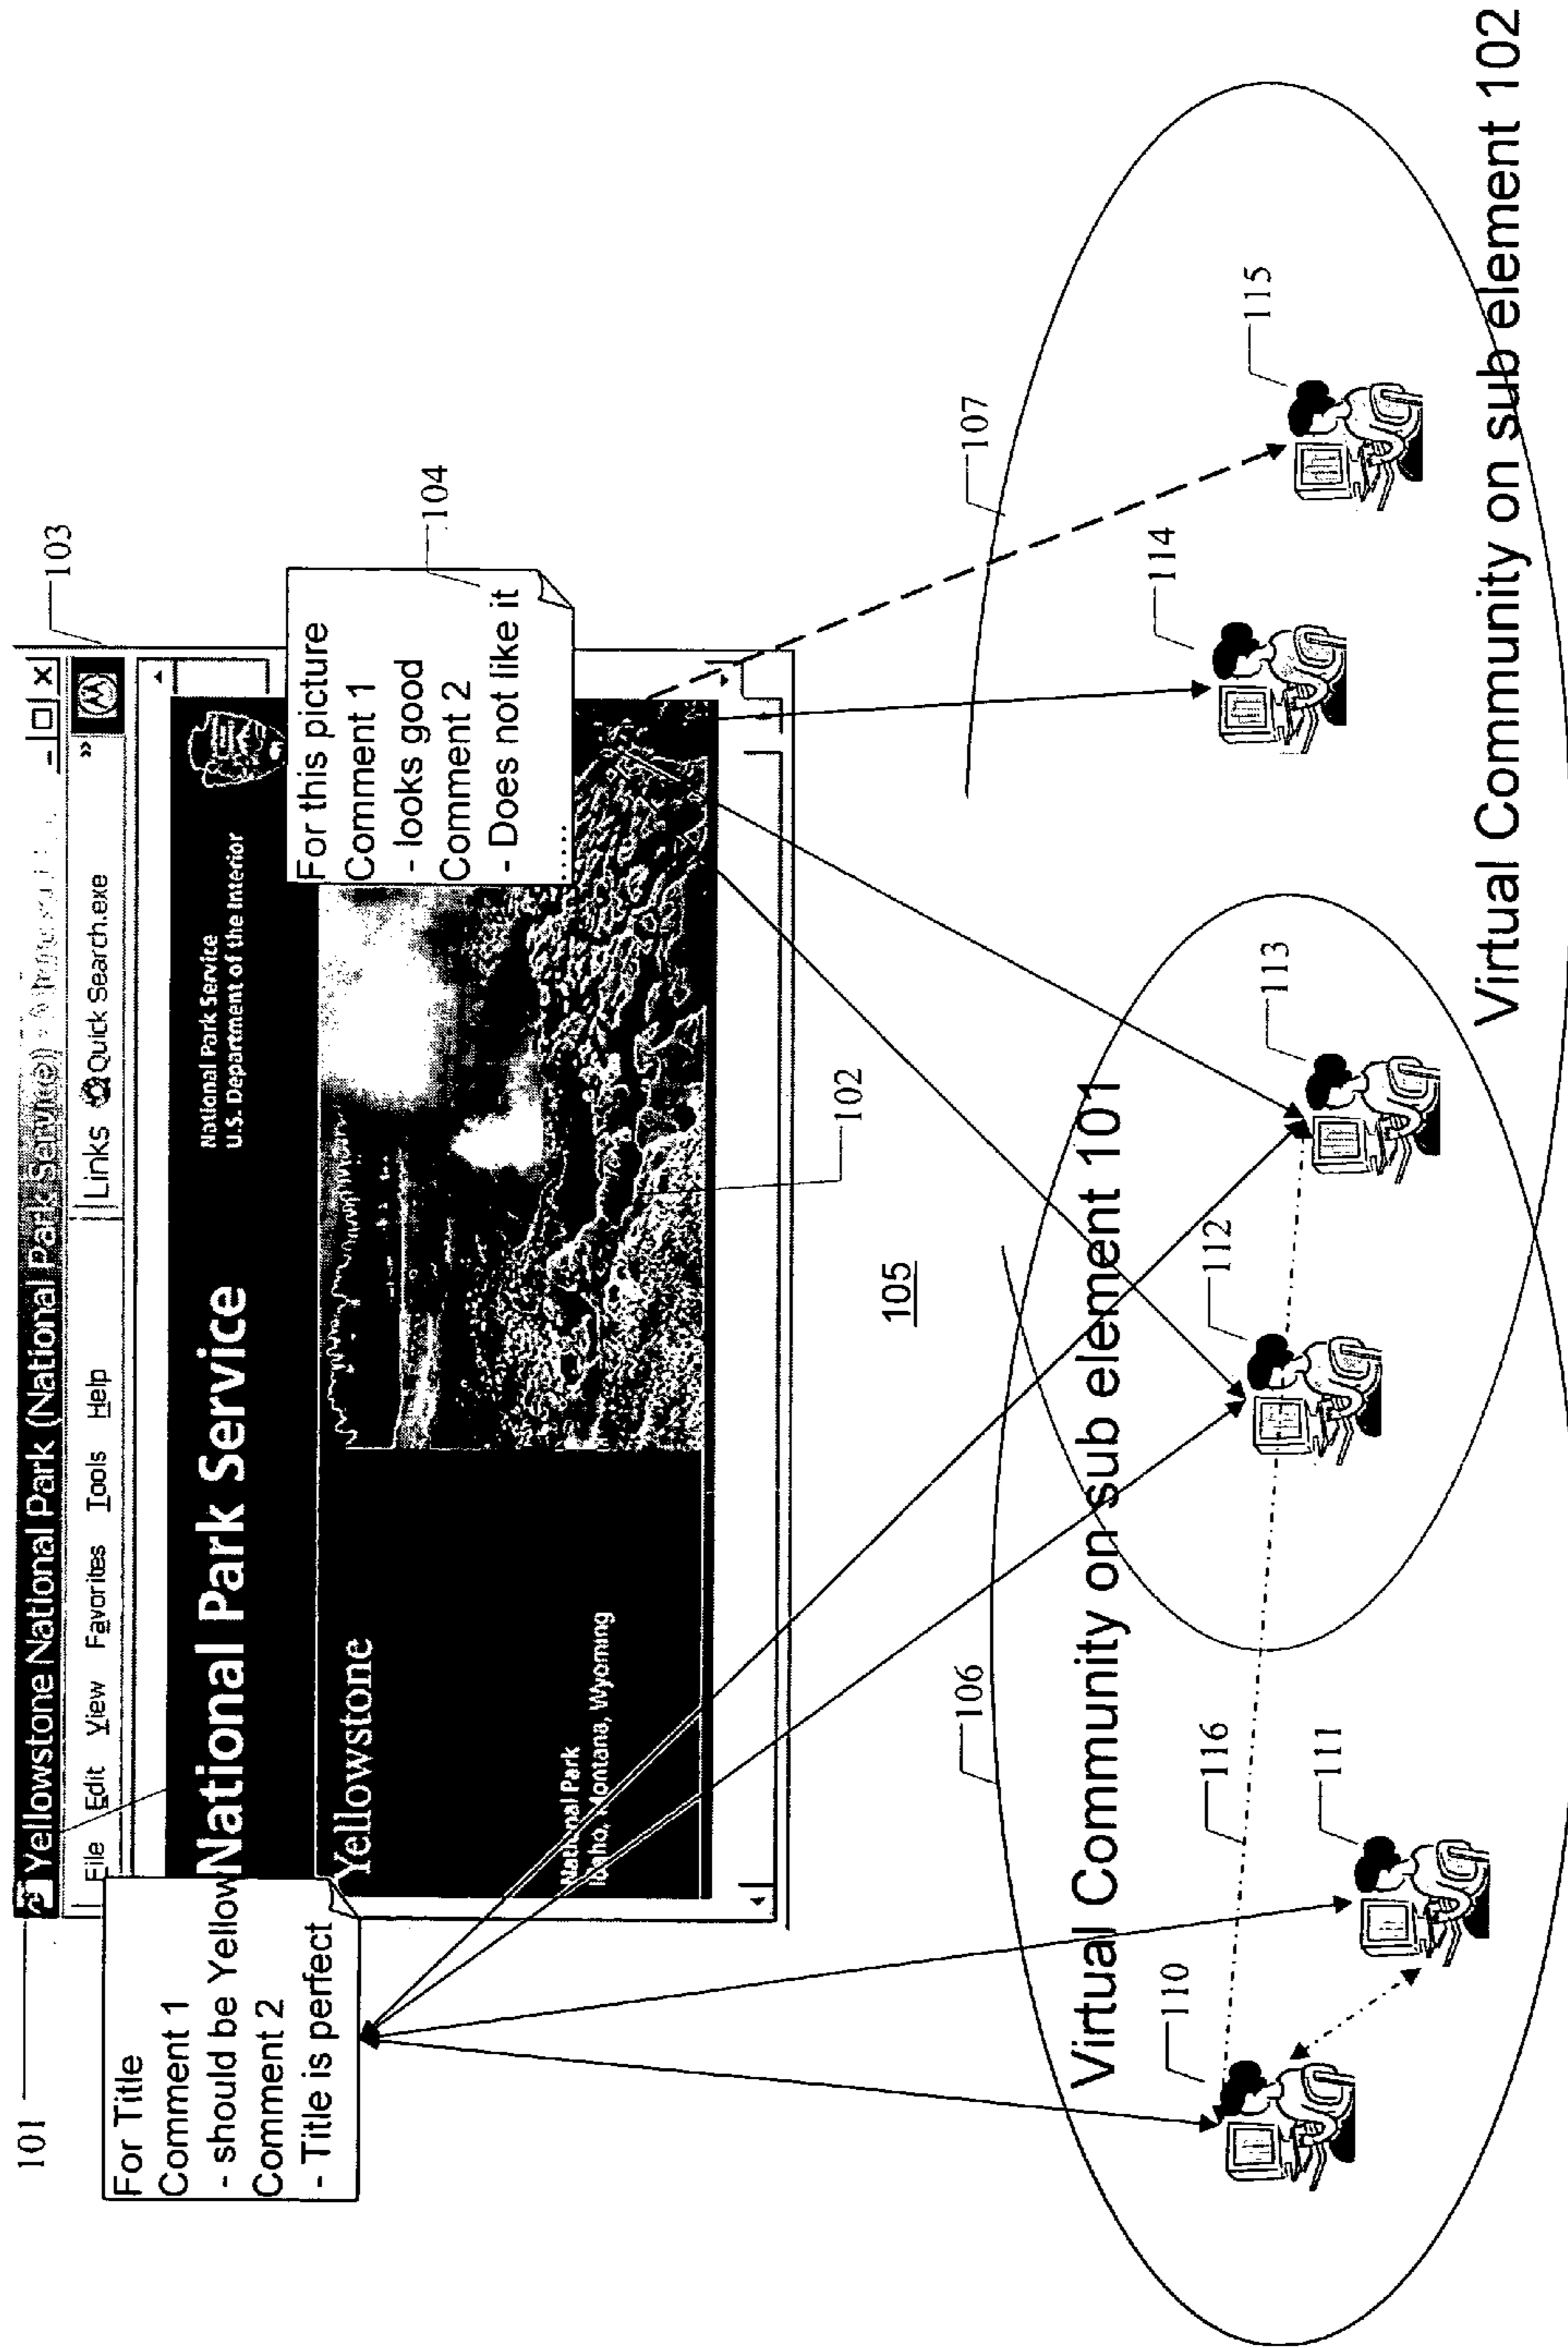 101
Yellowstone National Park (National Park Service)
103
File Edit View Favorites Tools Help
Links Quick Search.exe
»
For Title
Comment 1
- should be Yellow
Comment 2
- Title is perfect
National Park Service
National Park Service
U.S. Department of the Interior
Yellowstone
National Park
Idaho, Montana, Wyoming
For this picture
Comment 1
- looks good
Comment 2
- Does not like it
......
104
102
105
106
107
Virtual Community on sub element 101
110
111
112
113
114
115
116
Virtual Community on sub element 102